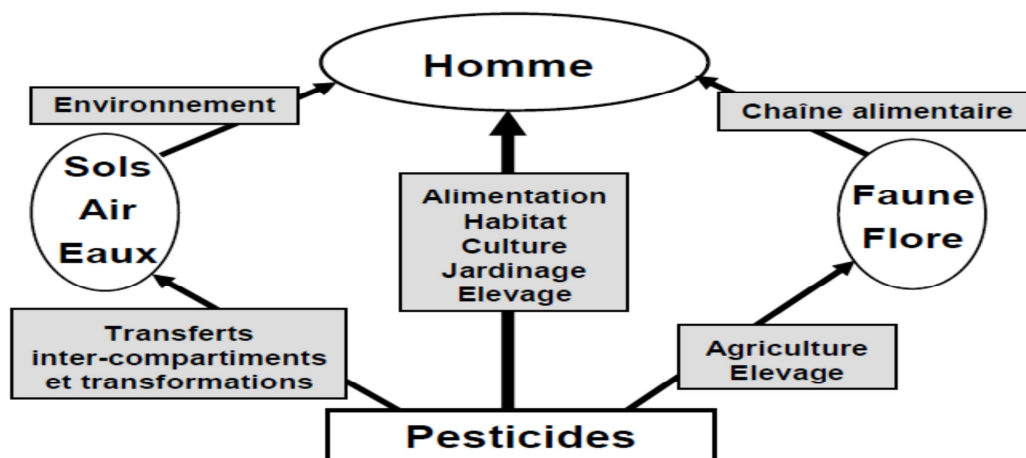 Homme
Environnement
Chaîne alimentaire
Sols
Air
Eaux
Alimentation
Habitat
Culture
Jardinage
Elevage
Faune
Flore
Transferts
inter-compartiments
et transformations
Agriculture
Elevage
Pesticides